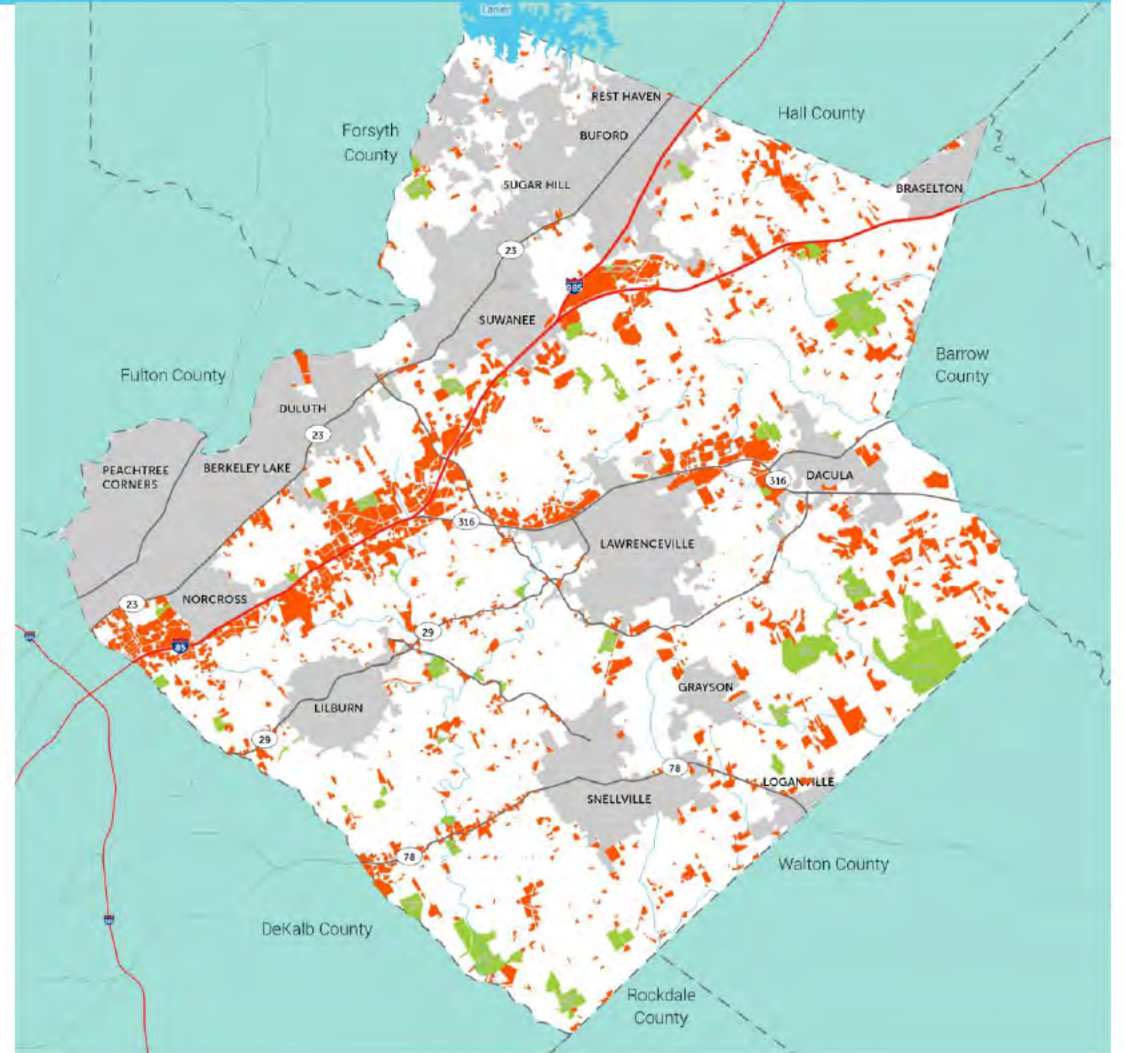 Lanier
REST HAVEN
Hall County
Forsyth
County
BUFORD
SUGAR HILL
BRASELTON
23
985
SUWANEE
Fulton County
Barrow
County
DULUTH
23
PEACHTREE
CORNERS
BERKELEY LAKE
DACULA
316
316
LAWRENCEVILLE
NORCROSS
23
29
85
GRAYSON
LILBURN
29
78
LOGANVILLE
SNELLVILLE
78
Walton County
DeKalb County
Rockdale
County